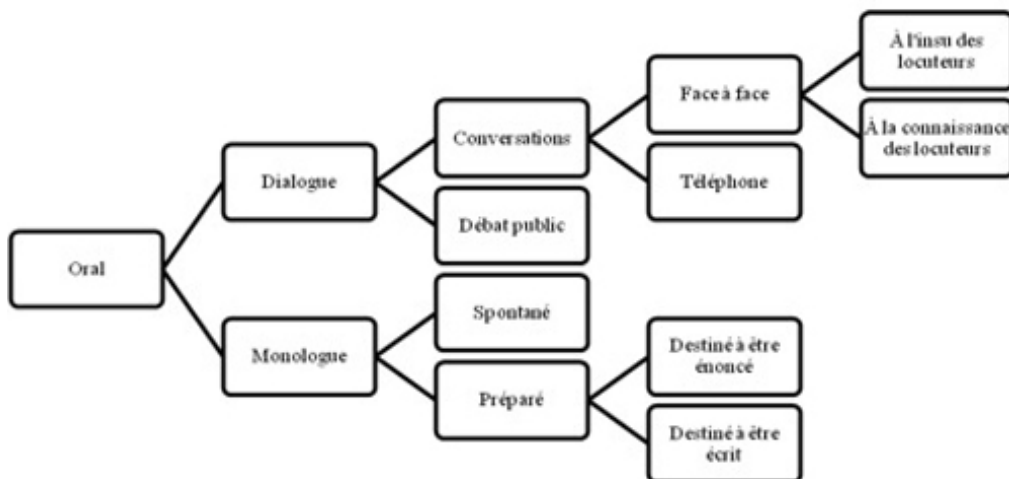 À l'insu des
locuteurs
Face à face
À la connaissance
des locuteurs
Conversations
Dialogue
Téléphone
Débat public
Oral
Spontané
Monologue
Destiné à être
énoncé
Préparé
Destiné à être
écrit